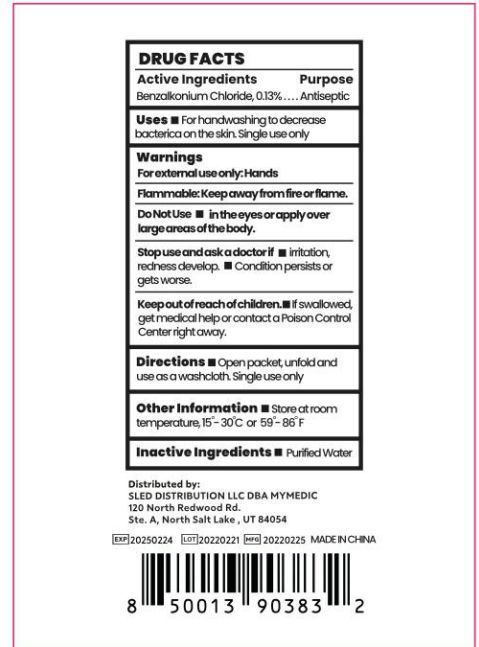 DRUG FACTS
Active Ingredients Purpose
Benzalkonium Chloride, 0.13%.... Antiseptic
Uses ■ For handwashing to decrease
bacterica on the skin. Single use only
Warnings
For external use only: Hands
Flammable: Keep away from fire or flame.
Do Not Use ■ in the eyes or apply over
large areas of the body.
Stop use and ask a doctor if ■ irritation,
redness develop. ■ Condition persists or
gets worse.
Keep out of reach of children. ■ If swallowed,
get medical help or contact a Poison Control
Center right away.
Directions ■ Open packet, unfold and
use as a washcloth. Single use only
Other Information ■ Store at room
temperature, 15°-30°C or 59°-86°F
Inactive Ingredients ■ Purified Water
Distributed by:
SLED DISTRIBUTION LLC DBA MYMEDIC
120 North Redwood Rd.
Ste. A, North Salt Lake , UT 84054
EXP 20250224 LOT 20220221 MFG 20220225 MADE IN CHINA
8 50013 90383 2